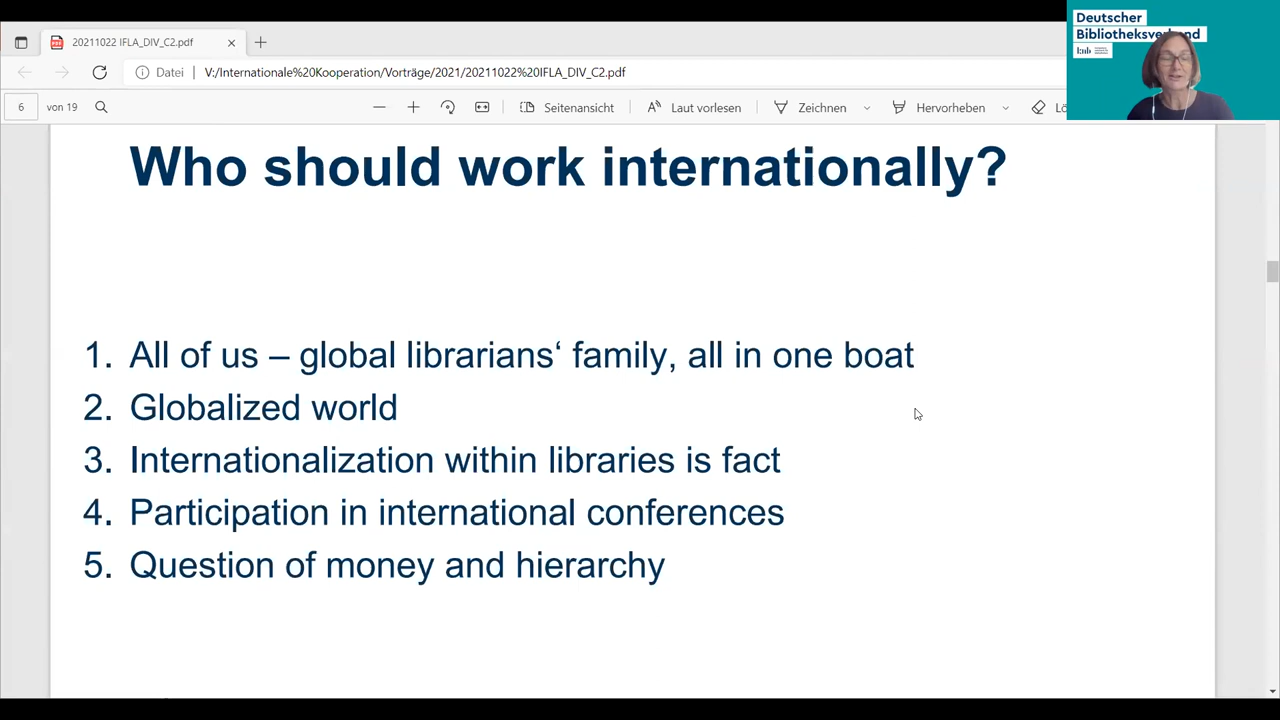 Deutscher
Bibliotheksverband
knb
20211022 IFLA_DIV_C2.pdf
Datei V:/Internationale%20Kooperation/Vorträge/2021/20211022%20IFLA_DIV_C2.pdf
6 von 19 Seitenansicht Laut vorlesen Zeichnen Hervorheben
Who should work internationally?
1. All of us – global librarians‘ family, all in one boat
2. Globalized world
3. Internationalization within libraries is fact
4. Participation in international conferences
5. Question of money and hierarchy